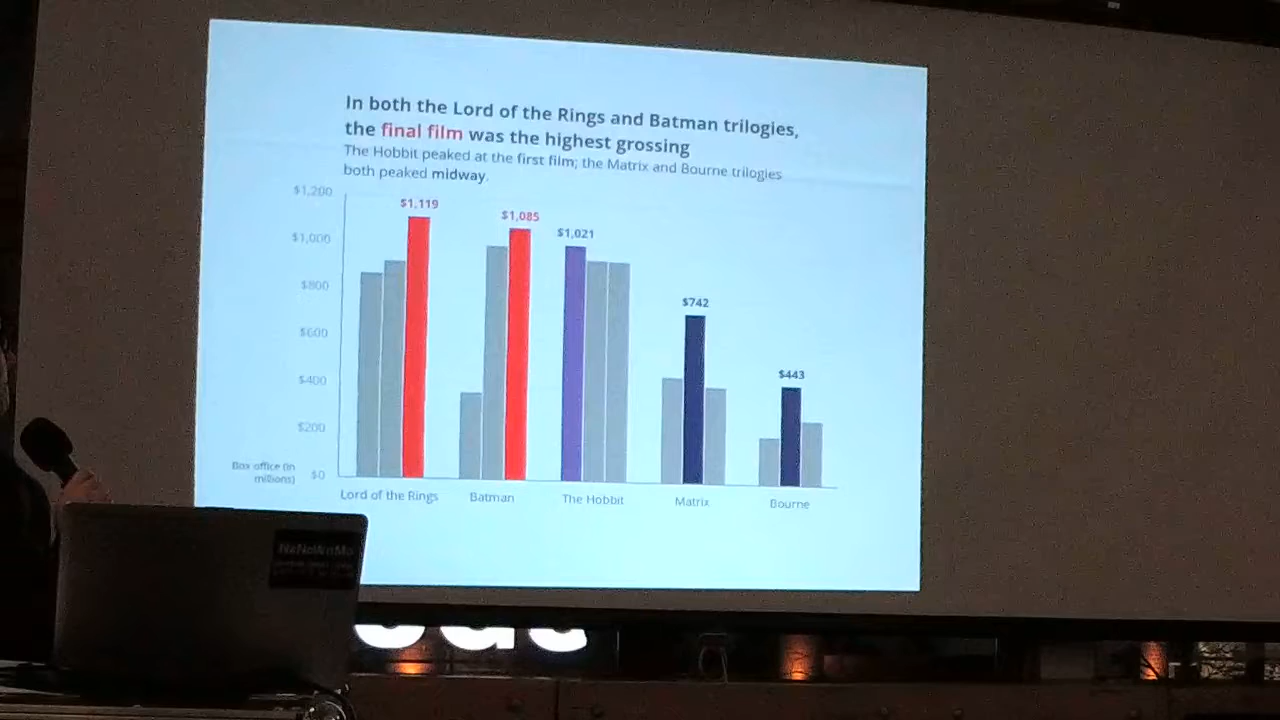 In both the Lord of the Rings and Batman trilogies,
the final film was the highest grossing
The Hobbit peaked at the first film; the Matrix and Bourne trilogies
both peaked midway.
$1,200
$1,000
$800
$600
$400
$200
$0
Box office (in
millions)
$1,119
$1,085
$1,021
$742
$443
Lord of the Rings
Batman
The Hobbit
Matrix
Bourne
NaNoWriMo